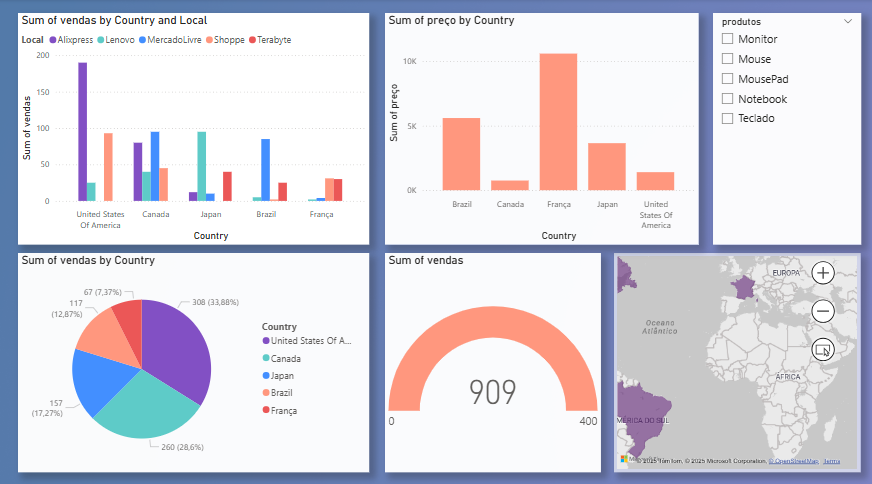 Sum of vendas by Country and Local
Local Alixpress Lenovo MercadoLivre Shoppe Terabyte
200
150
100
50
0
Sum of vendas
United States Of America
Canada
Japan
Brazil
França
Country
Sum of preço by Country
10K
5K
0K
Sum of preço
Brazil
Canada
França
Japan
United States Of America
Country
produtos
Monitor
Mouse
MousePad
Notebook
Teclado
Sum of vendas by Country
67 (7,37%)
117 (12,87%)
157 (17,27%)
308 (33,88%)
260 (28,6%)
Country
United States Of A...
Canada
Japan
Brazil
França
Sum of vendas
909
0
400
EUROPA
Oceano Atlântico
ÁFRICA
MÉRICA DO SUL
© 2025 TomTom, © 2025 Microsoft Corporation, © OpenStreetMap Terms